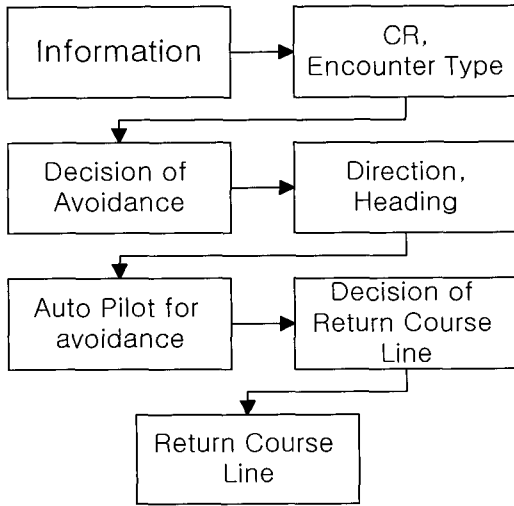 Information
CR,
Encounter Type
Decision of
Avoidance
Direction,
Heading
Auto Pilot for
avoidance
Decision of
Return Course
Line
Return Course
Line